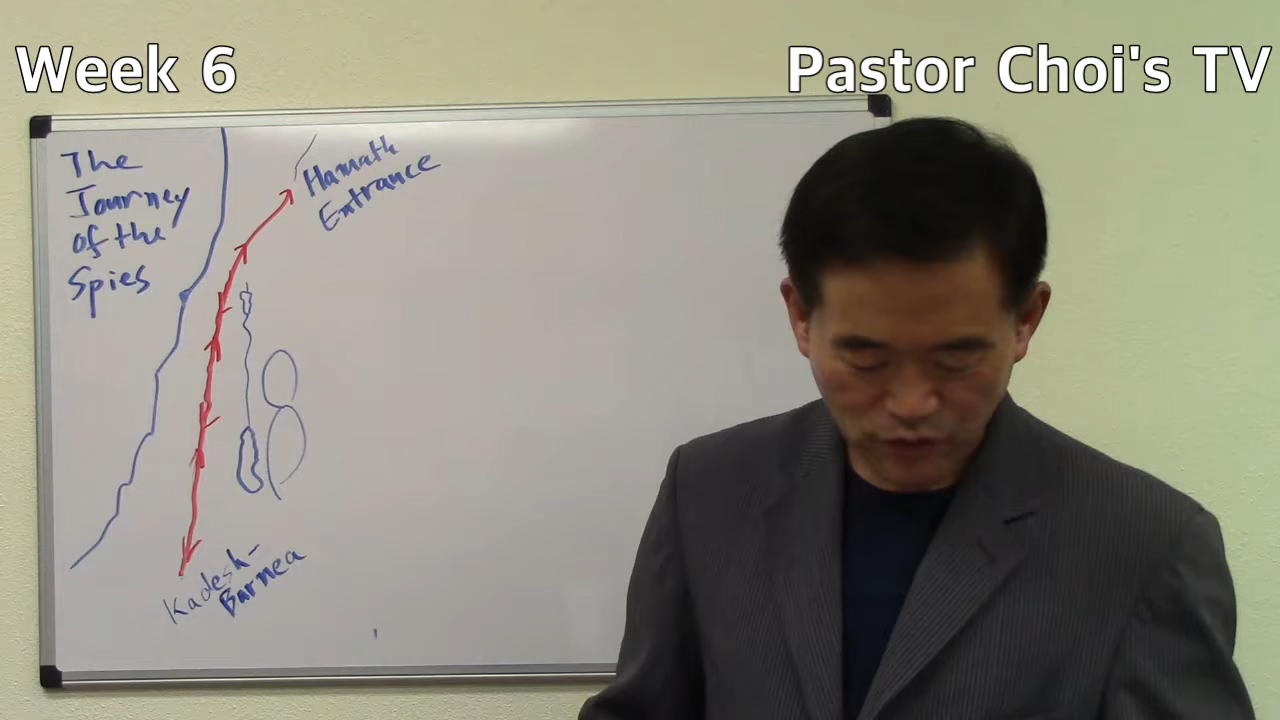 Week 6
Pastor Choi's TV
The
Journey
of the
Spies
Hamath
Entrance
Kadesh-
Barnea